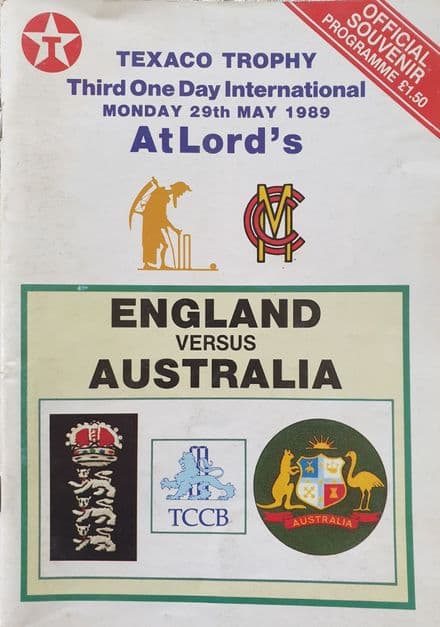 T
OFFICIAL
SOUVENIR
PROGRAMME £1.50
TEXACO TROPHY
Third One Day International
MONDAY 29th MAY 1989
At Lord's
MCC
ENGLAND
VERSUS
AUSTRALIA
TCCB
AUSTRALIA